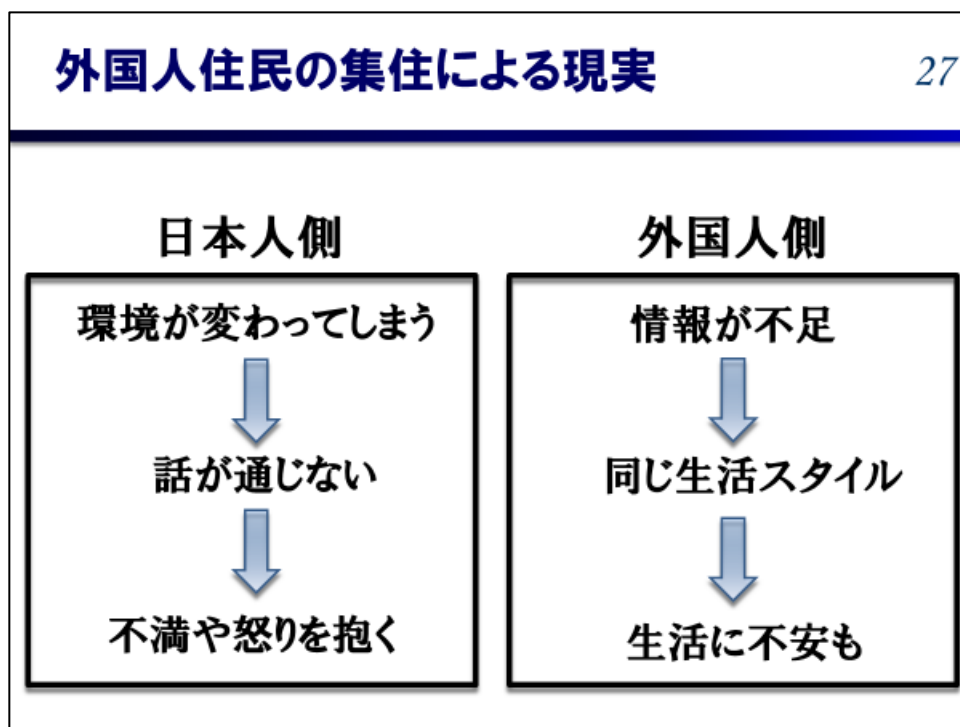 外国人住民の集住による現実
27
日本人側
環境が変わってしまう
話が通じない
不満や怒りを抱く
外国人側
情報が不足
同じ生活スタイル
生活に不安も